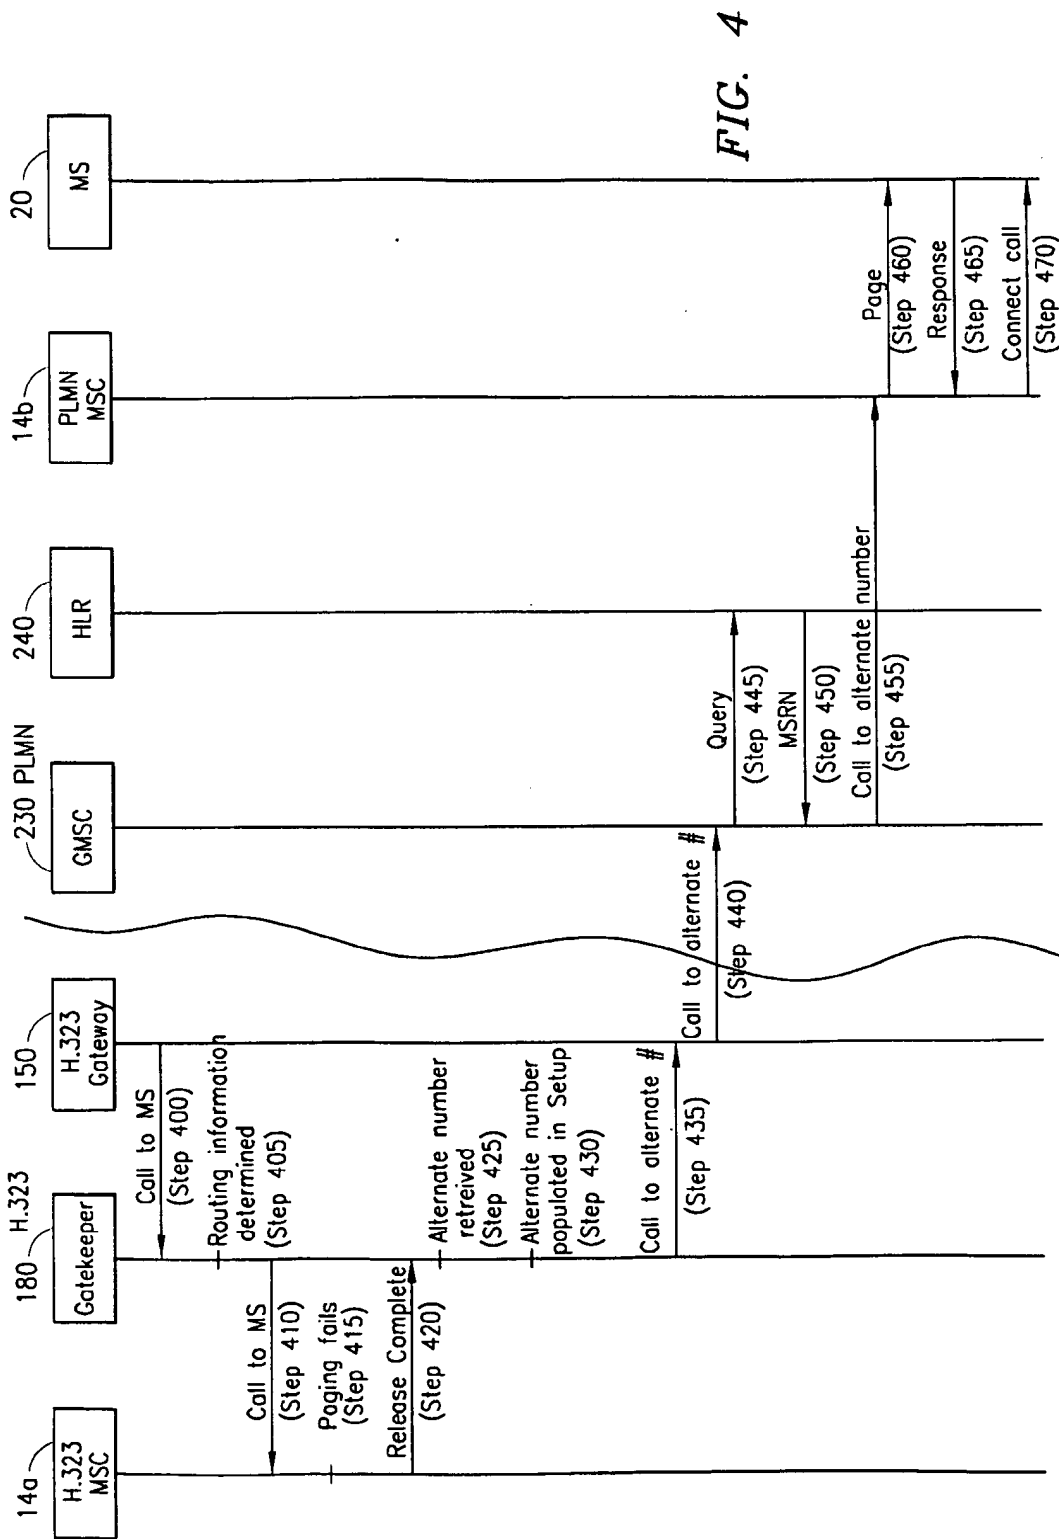 14a
H.323
MSC
H.323
180
Gatekeeper
150
H.323
Gateway
230 PLMN
GMSC
240
HLR
14b
PLMN
MSC
20
MS
Call to MS
(Step 400)
Routing information
determined
(Step 405)
Call to MS
(Step 410)
Paging fails
(Step 415)
Release Complete
(Step 420)
Alternate number
retreived
(Step 425)
Alternate number
populated in Setup
(Step 430)
Call to alternate #
(Step 435)
Call to alternate #
(Step 440)
Query
(Step 445)
MSRN
(Step 450)
Call to alternate number
(Step 455)
Page
(Step 460)
Response
(Step 465)
Connect call
(Step 470)
FIG. 4